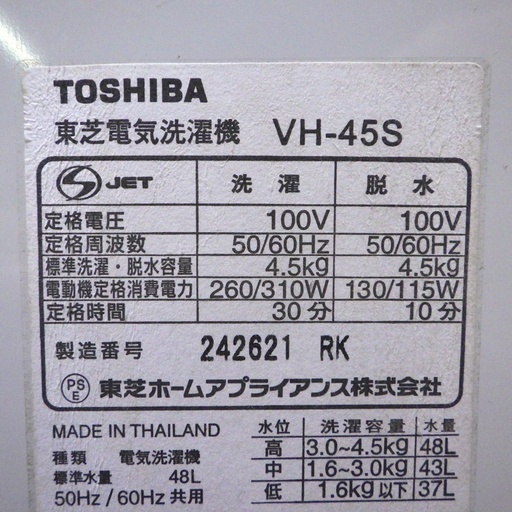 TOSHIBA
東芝電気洗濯機 VH-45S
S JET 洗濯 脱水
定格電圧 100V 100V
定格周波数 50/60Hz 50/60Hz
標準洗濯・脱水容量 4.5kg 4.5kg
電動機定格消費電力 260/310W 130/115W
定格時間 30分 10分
製造番号 242621 RK
PS E 東芝ホームアプライアンス株式会社
MADE IN THAILAND
種類 電気洗濯機
標準水量 48L
50Hz/60Hz共用
水位 洗濯容量 水量
高 3.0~4.5kg 48L
中 1.6~3.0kg 43L
低 1.6kg以下 37L